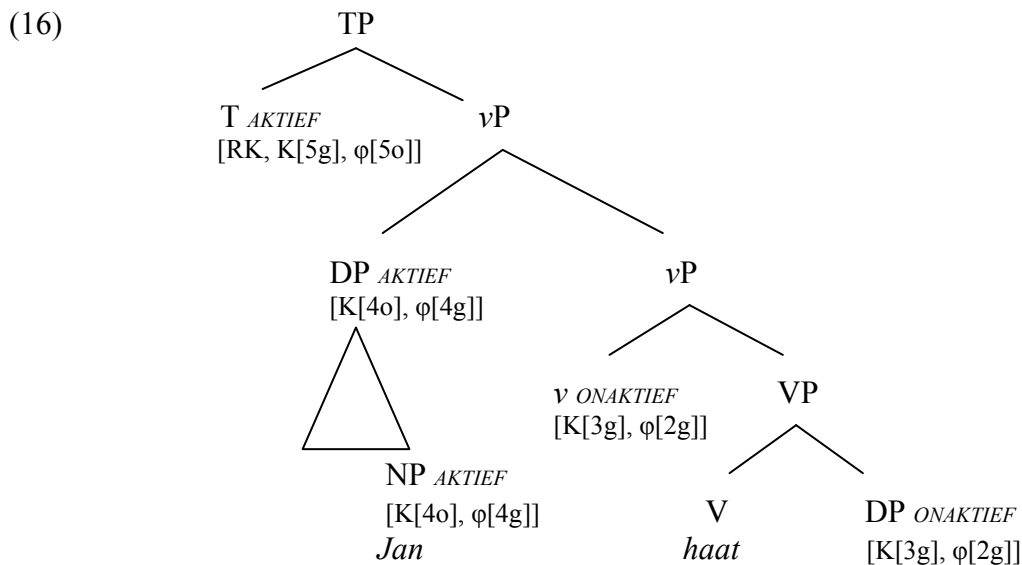 (16)
TP
T AKTIEF vP
[RK, K[5g], φ[5o]]
DP AKTIEF vP
[K[4o], φ[4g]]
v ONAKTIEF VP
[K[3g], φ[2g]]
NP AKTIEF
[K[4o], φ[4g]] V DP ONAKTIEF
Jan haat [K[3g], φ[2g]]